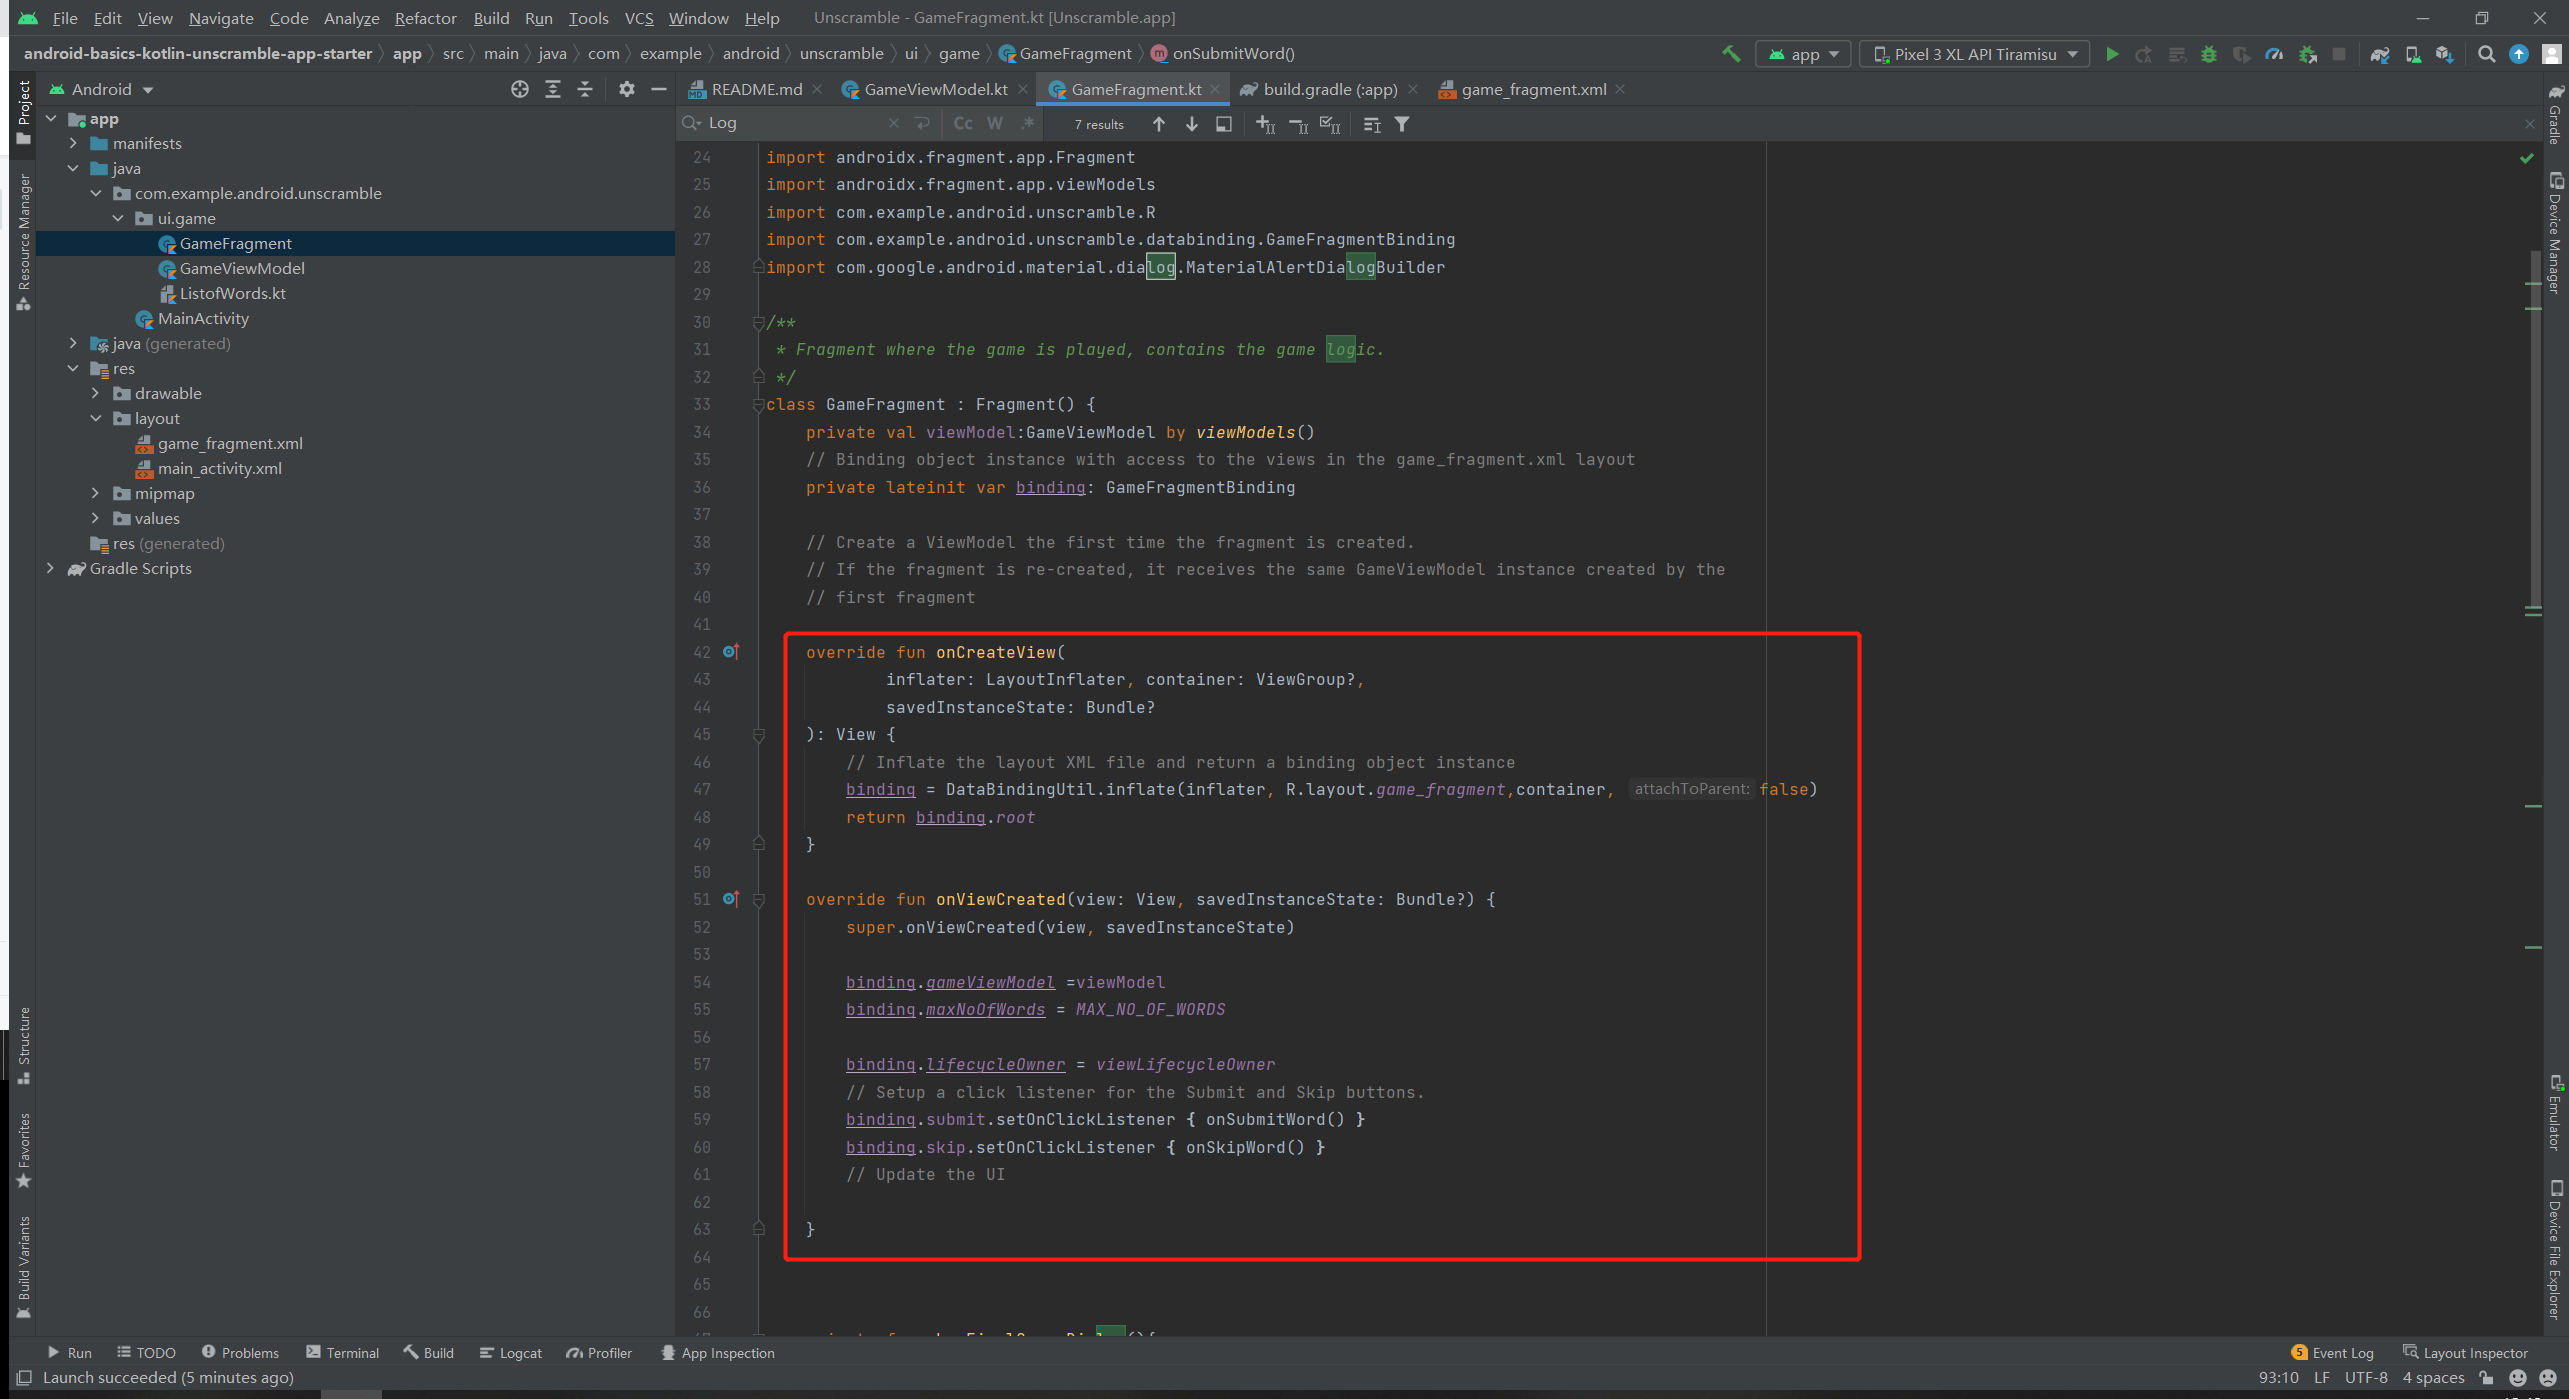 File Edit View Navigate Code Analyze Refactor Build Run Tools VCS Window Help Unscramble - GameFragment.kt [Unscramble.app]
android-basics-kotlin-unscramble-app-starter app src main java com example android unscramble ui game GameFragment onSubmitWord() app Pixel 3 XL API Tiramisu
Android
README.md GameViewModel.kt GameFragment.kt build.gradle (:app) game_fragment.xml
Log Cc W .* 7 results
Project
Resource Manager
Structure
Favorites
Build Variants
app
manifests
java
com.example.android.unscramble
ui.game
GameFragment
GameViewModel
ListofWords.kt
MainActivity
java (generated)
res
drawable
layout
game_fragment.xml
main_activity.xml
mipmap
values
res (generated)
Gradle Scripts
24 import androidx.fragment.app.Fragment
25 import androidx.fragment.app.viewModels
26 import com.example.android.unscramble.R
27 import com.example.android.unscramble.databinding.GameFragmentBinding
28 import com.google.android.material.dialog.MaterialAlertDialogBuilder
29
30 /**
31 * Fragment where the game is played, contains the game logic.
32 */
33 class GameFragment : Fragment() {
34 private val viewModel:GameViewModel by viewModels()
35 // Binding object instance with access to the views in the game_fragment.xml layout
36 private lateinit var binding: GameFragmentBinding
37
38 // Create a ViewModel the first time the fragment is created.
39 // If the fragment is re-created, it receives the same GameViewModel instance created by the
40 // first fragment
41
42 override fun onCreateView(
43 inflater: LayoutInflater, container: ViewGroup?,
44 savedInstanceState: Bundle?
45 ): View {
46 // Inflate the layout XML file and return a binding object instance
47 binding = DataBindingUtil.inflate(inflater, R.layout.game_fragment,container, attachToParent: false)
48 return binding.root
49 }
50
51 override fun onViewCreated(view: View, savedInstanceState: Bundle?) {
52 super.onViewCreated(view, savedInstanceState)
53
54 binding.gameViewModel =viewModel
55 binding.maxNoOfWords = MAX_NO_OF_WORDS
56
57 binding.lifecycleOwner = viewLifecycleOwner
58 // Setup a click listener for the Submit and Skip buttons.
59 binding.submit.setOnClickListener { onSubmitWord() }
60 binding.skip.setOnClickListener { onSkipWord() }
61 // Update the UI
62
63 }
64
65
66
Gradle
Device Manager
Emulator
Device File Explorer
Run TODO Problems Terminal Build Logcat Profiler App Inspection 5 Event Log Layout Inspector
Launch succeeded (5 minutes ago) 93:10 LF UTF-8 4 spaces